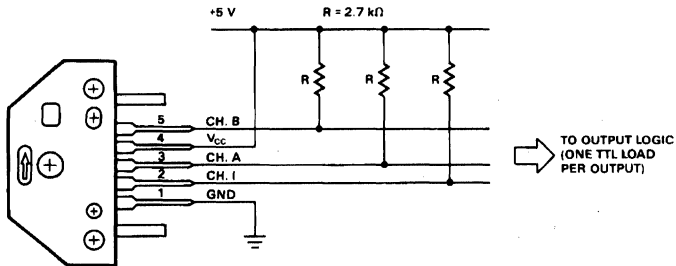 +5 V R = 2.7 kΩ
R R R
5 CH. B
4 VCC
3 CH. A
2 CH. I
1 GND
TO OUTPUT LOGIC
(ONE TTL LOAD
PER OUTPUT)